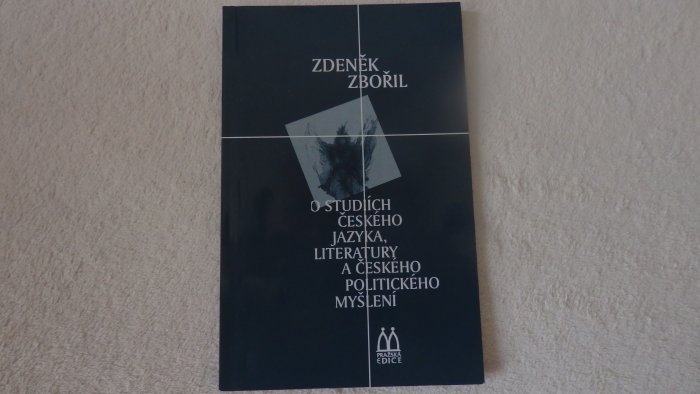 ZDENĚK
ZBOŘIL
O STUDIÍCH
ČESKÉHO
JAZYKA,
LITERATURY
A ČESKÉHO
POLITICKÉHO
MYŠLENÍ
PRAŽSKÁ
EDICE